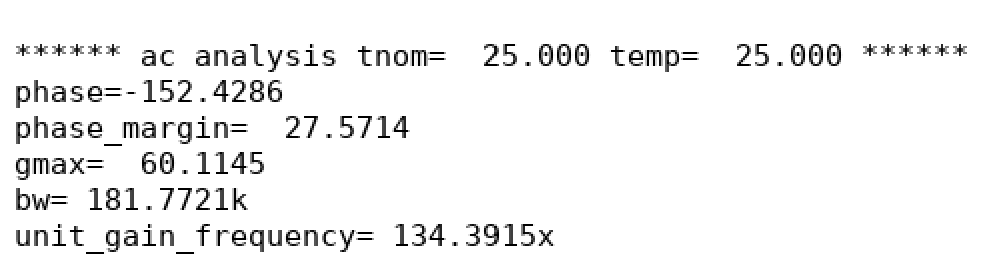 ****** ac analysis tnom=  25.000 temp=  25.000 ******
phase=-152.4286
phase_margin=  27.5714
gmax=  60.1145
bw= 181.7721k
unit_gain_frequency= 134.3915x